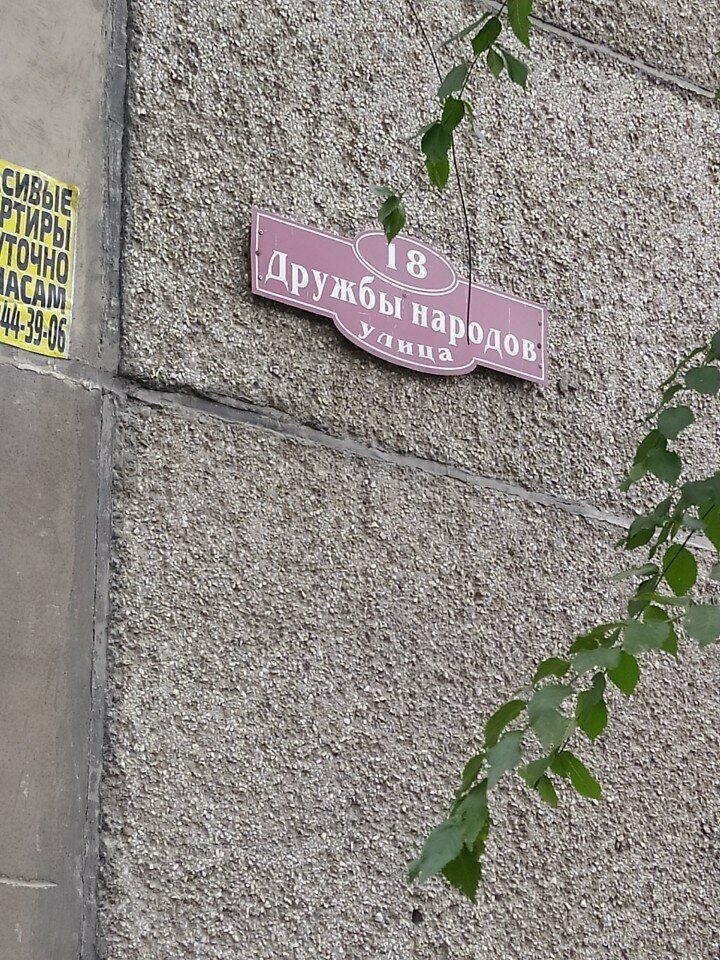 СИВЫЕ
РТИРЫ
УТОЧНО
ЧАСАМ
44-39-06
18
Дружбы народов
улица